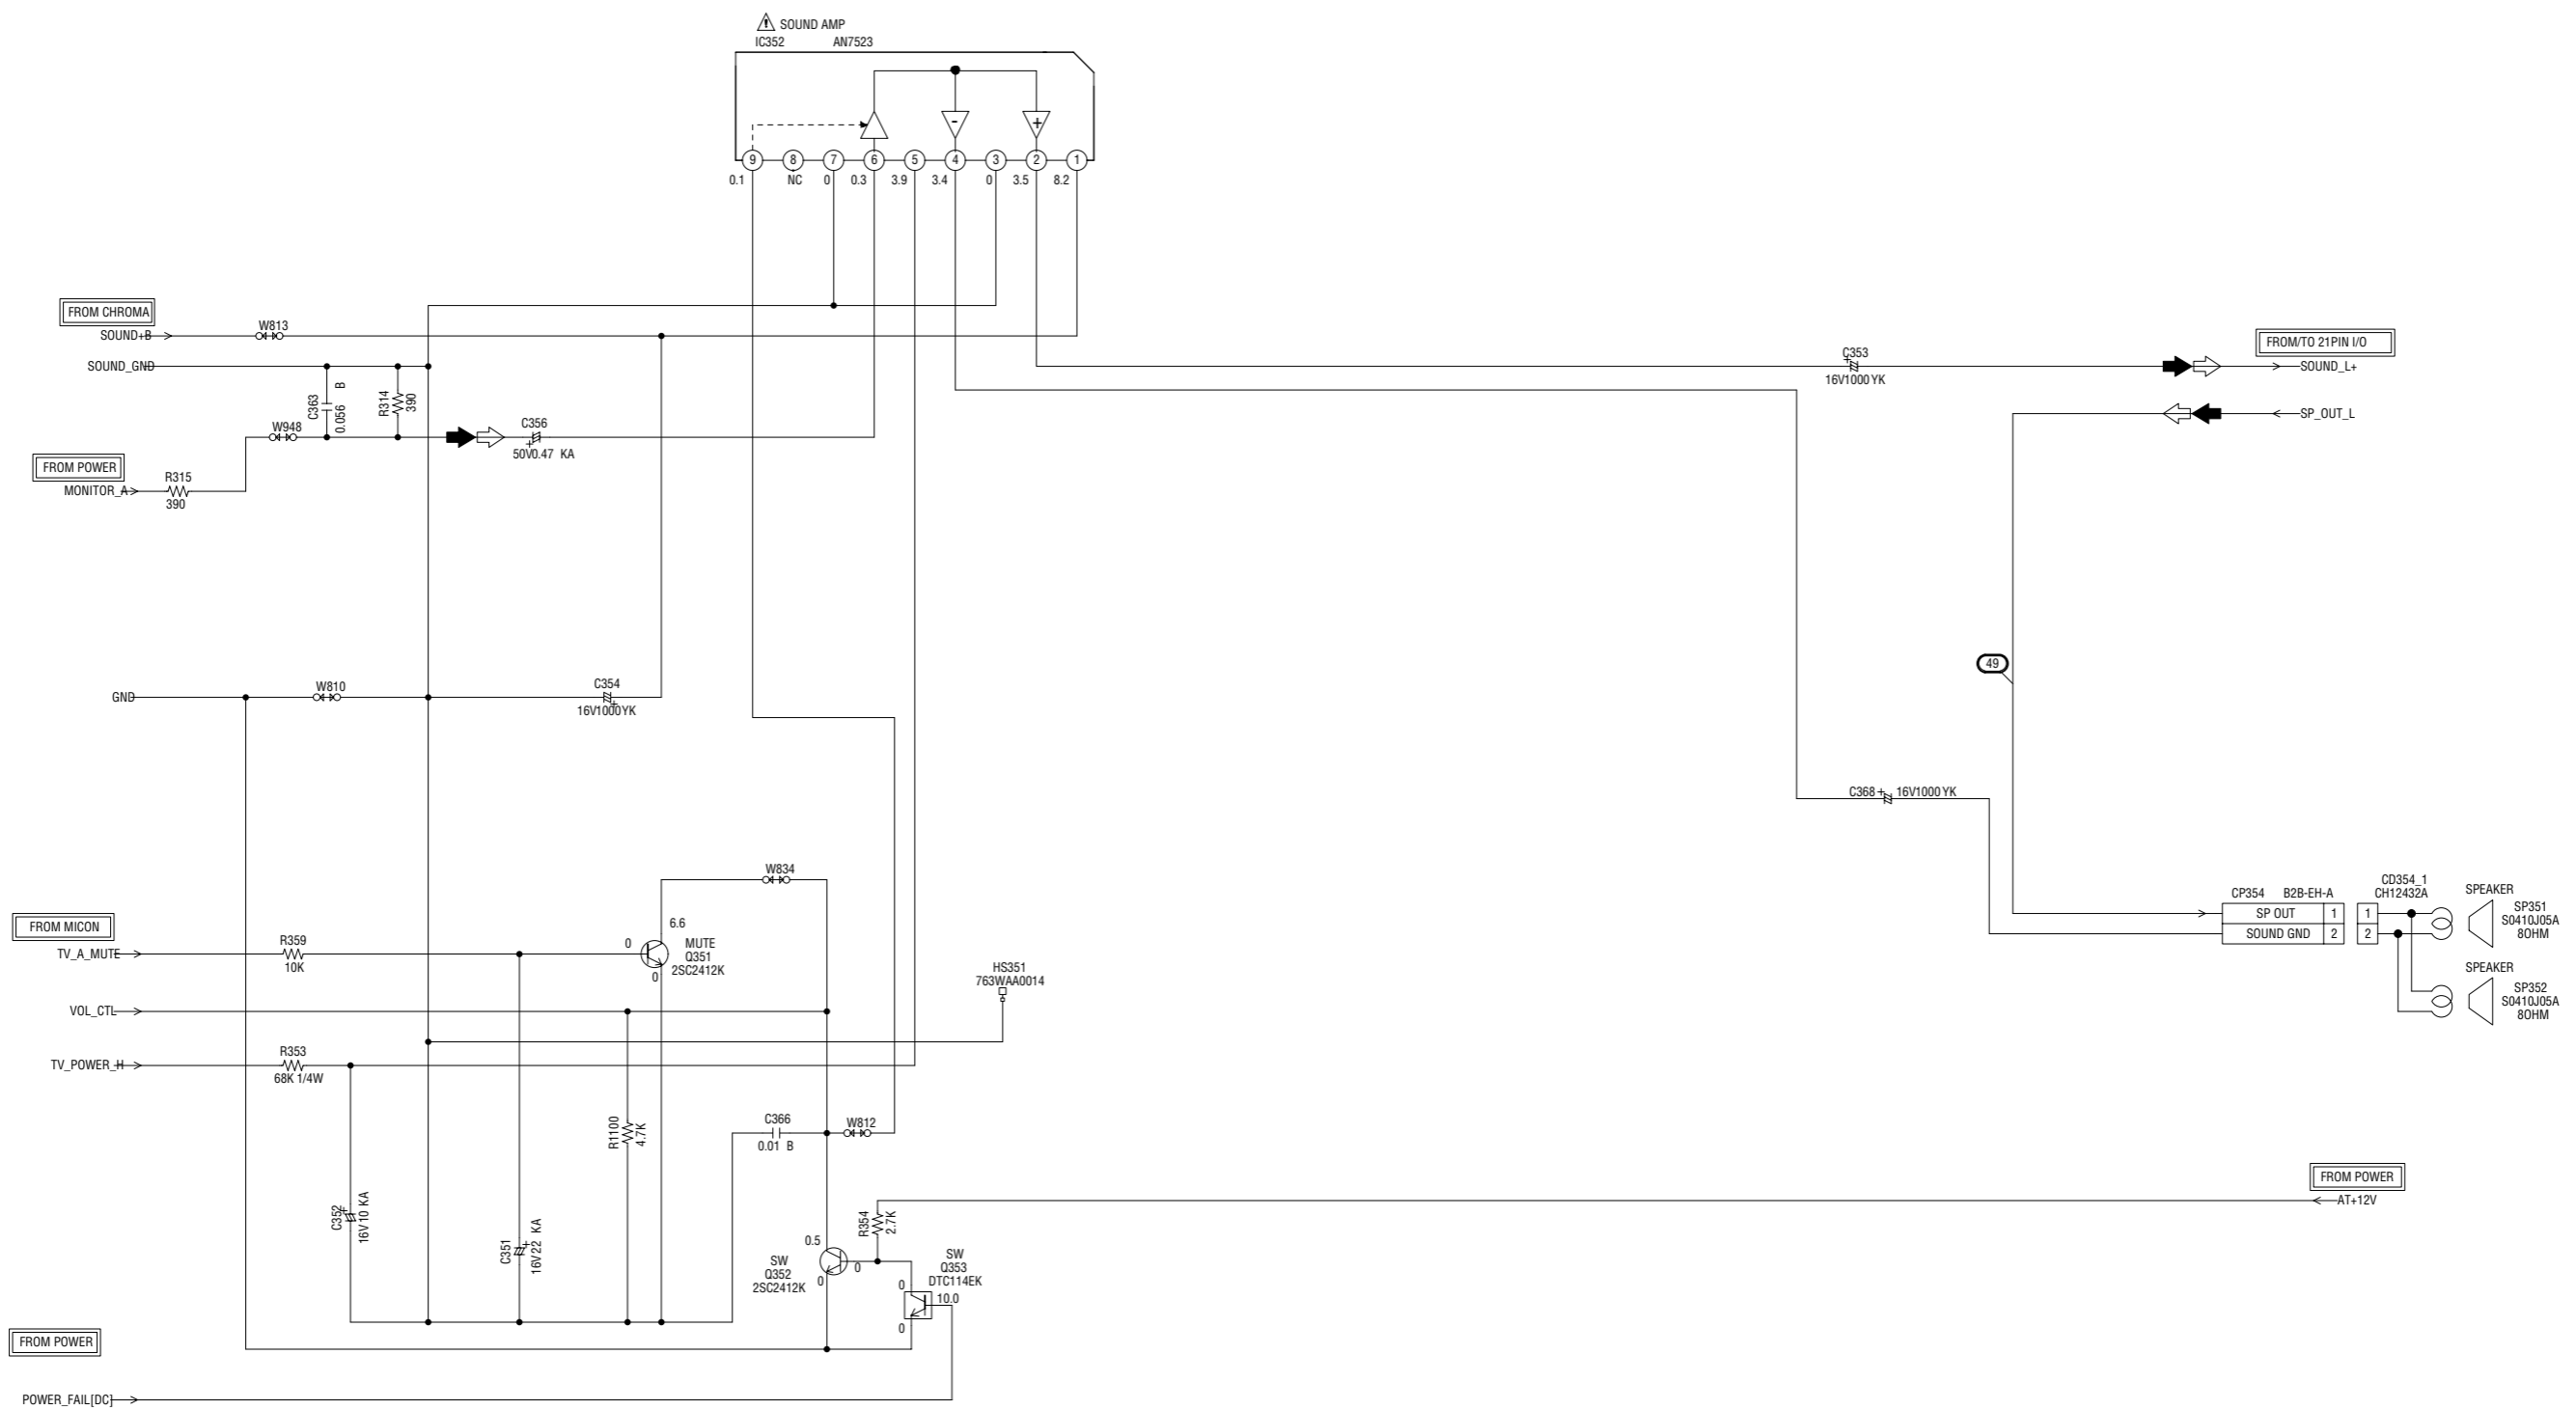 SOUND AMP
IC352 AN7523
- +
9 8 7 6 5 4 3 2 1
0.1 NC 0 0.3 3.9 3.4 0 3.5 8.2
FROM CHROMA
SOUND+B
W813
SOUND_GND
C363
0.056 B
R314
390
W948
C356
50V0.47 KA
FROM POWER
MONITOR_A
R315
390
C353
16V1000YK
FROM/TO 21PIN I/O
SOUND_L+
SP_OUT_L
49
GND
W810
C354
16V1000YK
C368 16V1000YK
W834
FROM MICON
TV_A_MUTE
R359
10K
6.6
0
0
MUTE
Q351
2SC2412K
HS351
763WAA0014
VOL_CTL
TV_POWER_H
R353
68K 1/4W
R1100
4.7K
C366
0.01 B
W812
C352
16V10 KA
C351
16V22 KA
CP354 B2B-EH-A
SP OUT 1
SOUND GND 2
CD354_1
CH12432A
1
2
SPEAKER
SP351
S0410J05A
8OHM
SPEAKER
SP352
S0410J05A
8OHM
FROM POWER
AT+12V
R354
2.7K
0.5
0
0
SW
Q352
2SC2412K
SW
Q353
DTC114EK
0
10.0
0
FROM POWER
POWER_FAIL[DC]